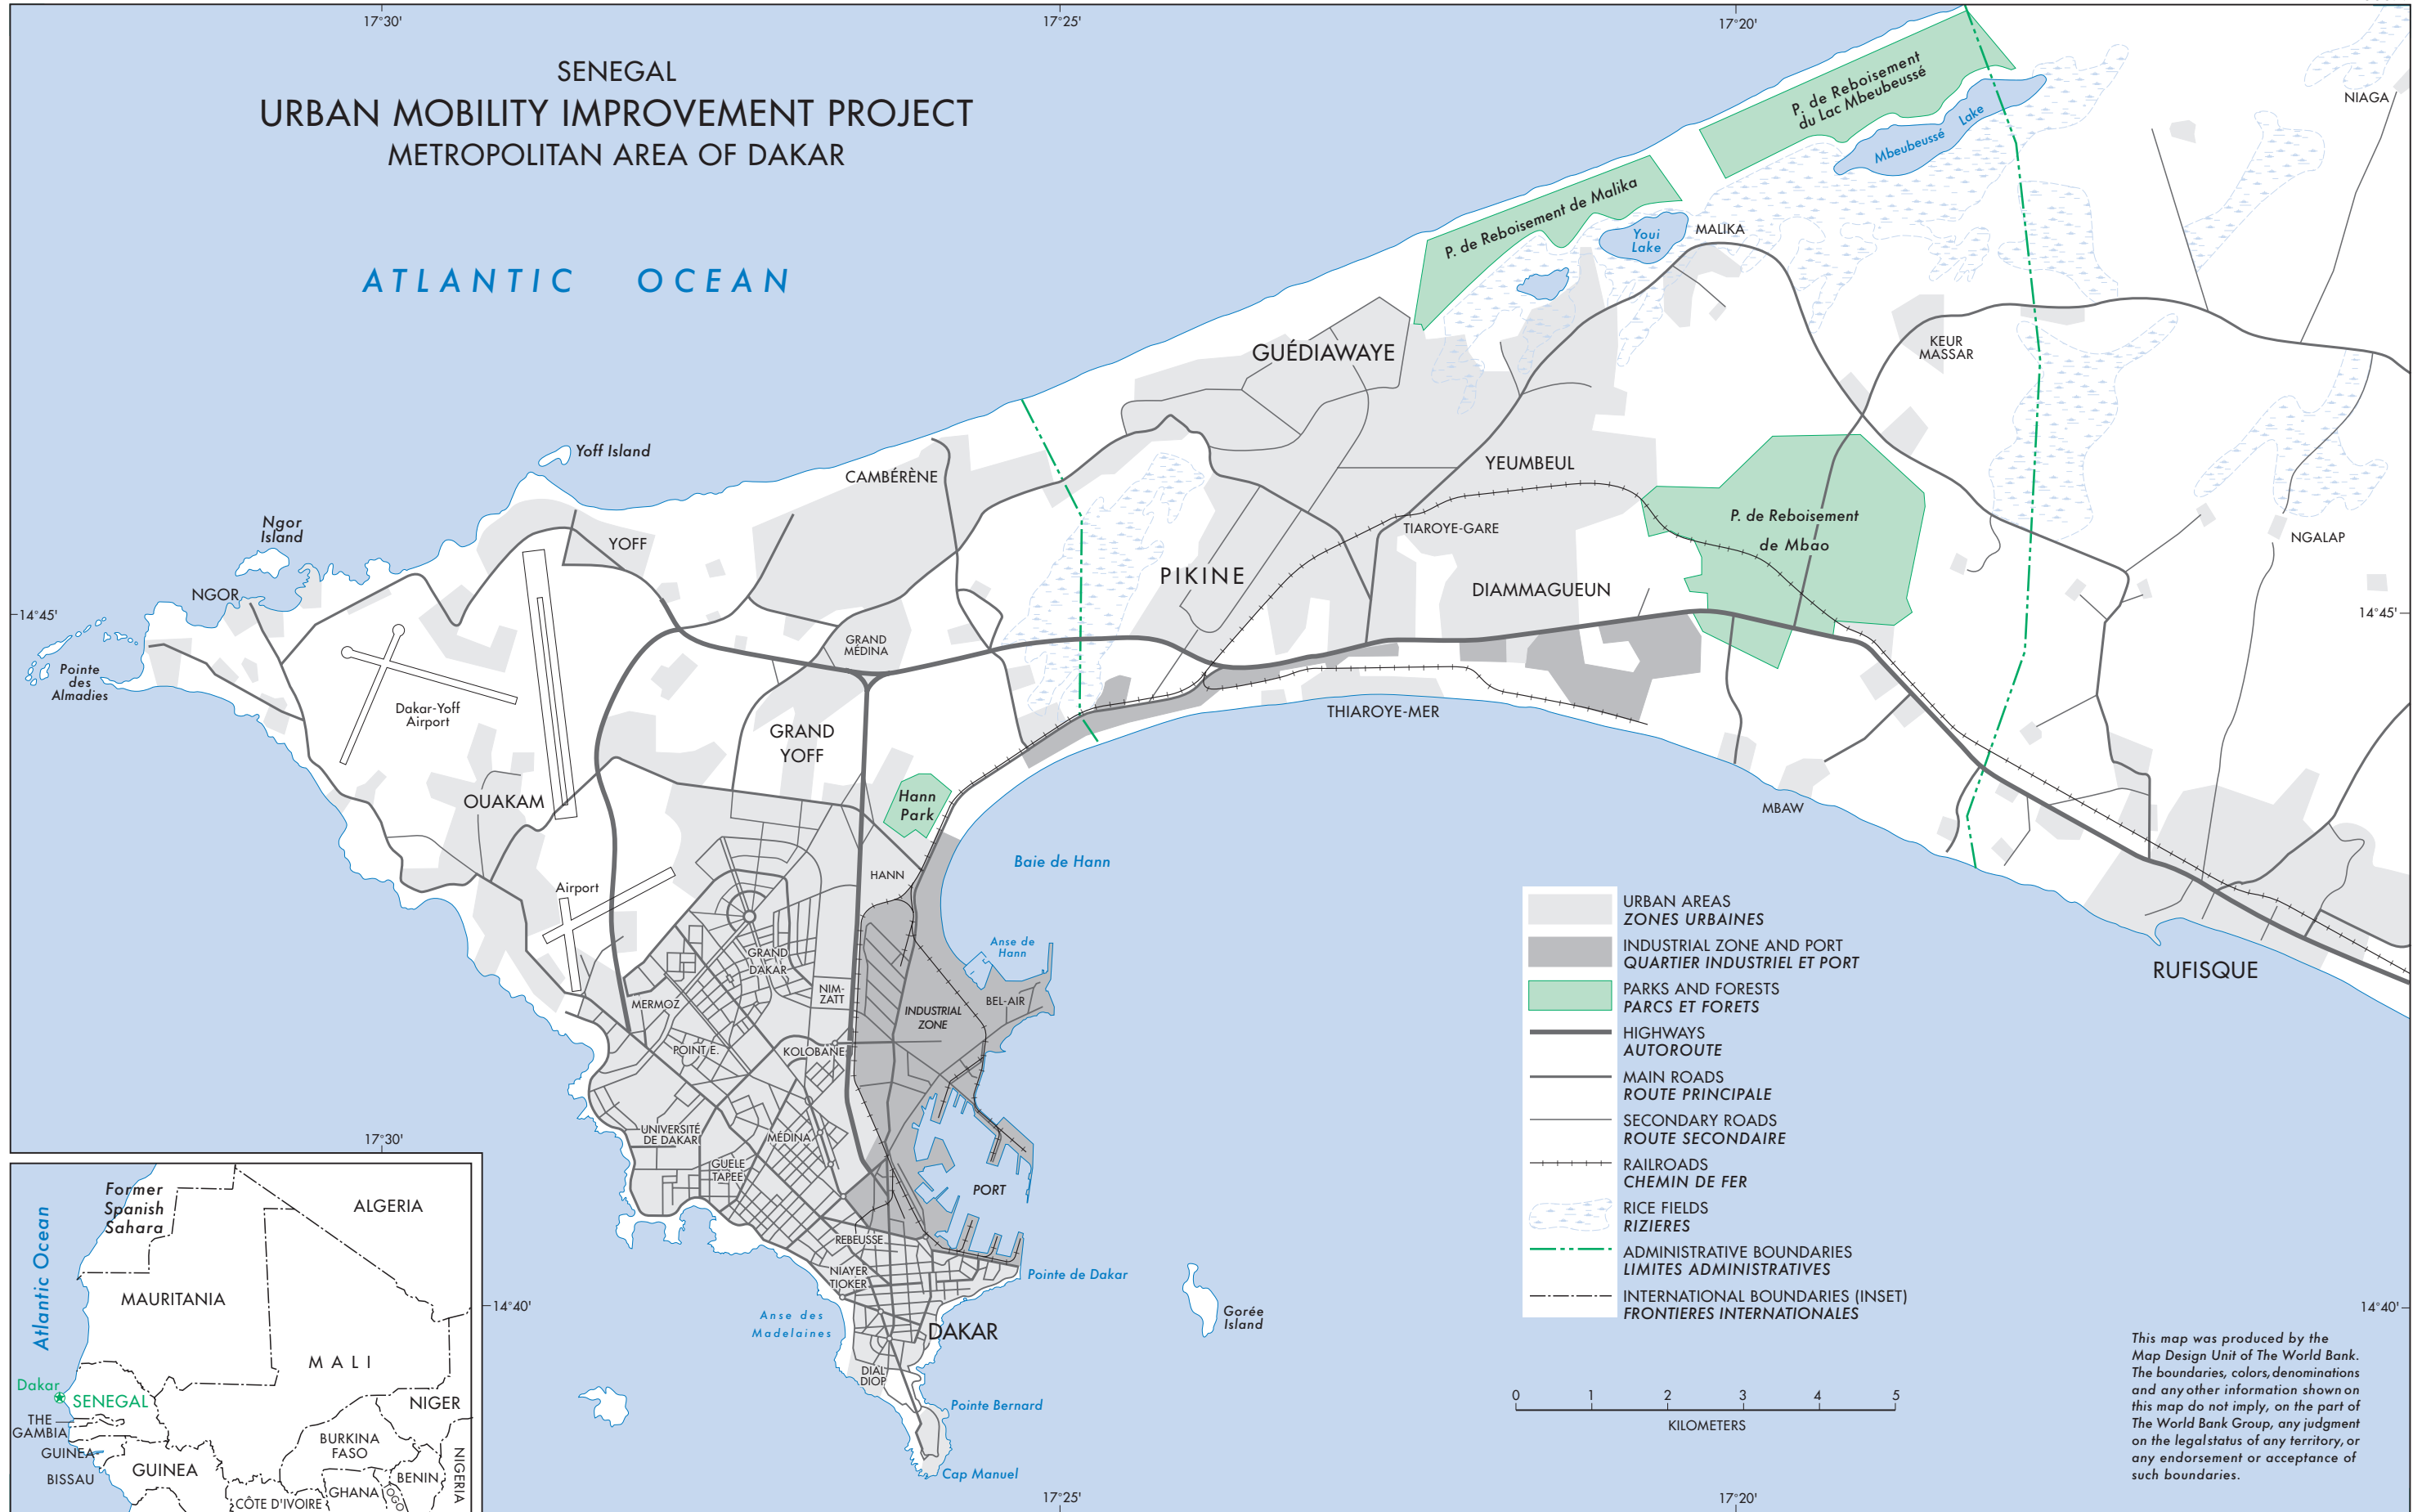 17°30'
17°25'
17°20'
SENEGAL
URBAN MOBILITY IMPROVEMENT PROJECT
METROPOLITAN AREA OF DAKAR
ATLANTIC OCEAN
P. de Reboisement
du Lac Mbeubeussé
Mbeubeussé Lake
NIAGA
P. de Reboisement de Malika
Youi
Lake
MALIKA
GUÉDIAWAYE
KEUR
MASSAR
Yoff Island
CAMBÉRÈNE
YEUMBEUL
Ngor
Island
YOFF
TIAROYE-GARE
P. de Reboisement
de Mbao
NGALAP
PIKINE
DIAMMAGUEUN
NGOR
14°45'
14°45'
GRAND
MÉDINA
Pointe
des
Almadies
Dakar-Yoff
Airport
THIAROYE-MER
GRAND
YOFF
OUAKAM
Hann
Park
MBAW
Baie de Hann
HANN
Airport
Anse de
Hann
GRAND
DAKAR
NIM-
ZATT
MERMOZ
BEL-AIR
INDUSTRIAL
ZONE
RUFISQUE
POINT E.
KOLOBANE
UNIVERSITÉ
DE DAKAR
MÉDINA
GUELE
TAPEE
PORT
REBEUSSE
NIAYER
TIOKER
Pointe de Dakar
Anse des
Madelaines
DAKAR
Gorée
Island
DIAL
DIOP
Pointe Bernard
Cap Manuel
URBAN AREAS
ZONES URBAINES
INDUSTRIAL ZONE AND PORT
QUARTIER INDUSTRIEL ET PORT
PARKS AND FORESTS
PARCS ET FORETS
HIGHWAYS
AUTOROUTE
MAIN ROADS
ROUTE PRINCIPALE
SECONDARY ROADS
ROUTE SECONDAIRE
RAILROADS
CHEMIN DE FER
RICE FIELDS
RIZIERES
ADMINISTRATIVE BOUNDARIES
LIMITES ADMINISTRATIVES
INTERNATIONAL BOUNDARIES (INSET)
FRONTIERES INTERNATIONALES
0 1 2 3 4 5
KILOMETERS
This map was produced by the
Map Design Unit of The World Bank.
The boundaries, colors, denominations
and any other information shown on
this map do not imply, on the part of
The World Bank Group, any judgment
on the legal status of any territory, or
any endorsement or acceptance of
such boundaries.
14°40'
14°40'
17°30'
17°25'
17°20'
Atlantic Ocean
Former
Spanish
Sahara
ALGERIA
MAURITANIA
MALI
Dakar
SENEGAL
NIGER
THE
GAMBIA
GUINEA-
BISSAU
GUINEA
BURKINA
FASO
BENIN
NIGERIA
GHANA
CÔTE D'IVOIRE